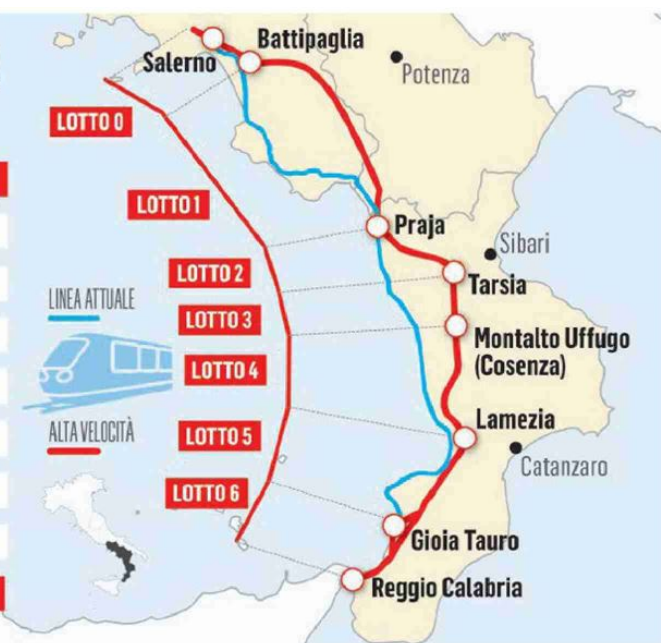 Salerno
Battipaglia
Potenza
LOTTO 0
LOTTO 1
LOTTO 2
LOTTO 3
LOTTO 4
LOTTO 5
LOTTO 6
LINEA ATTUALE
ALTA VELOCITÀ
Praja
Sibari
Tarsia
Montalto Uffugo
(Cosenza)
Lamezia
Catanzaro
Gioia Tauro
Reggio Calabria